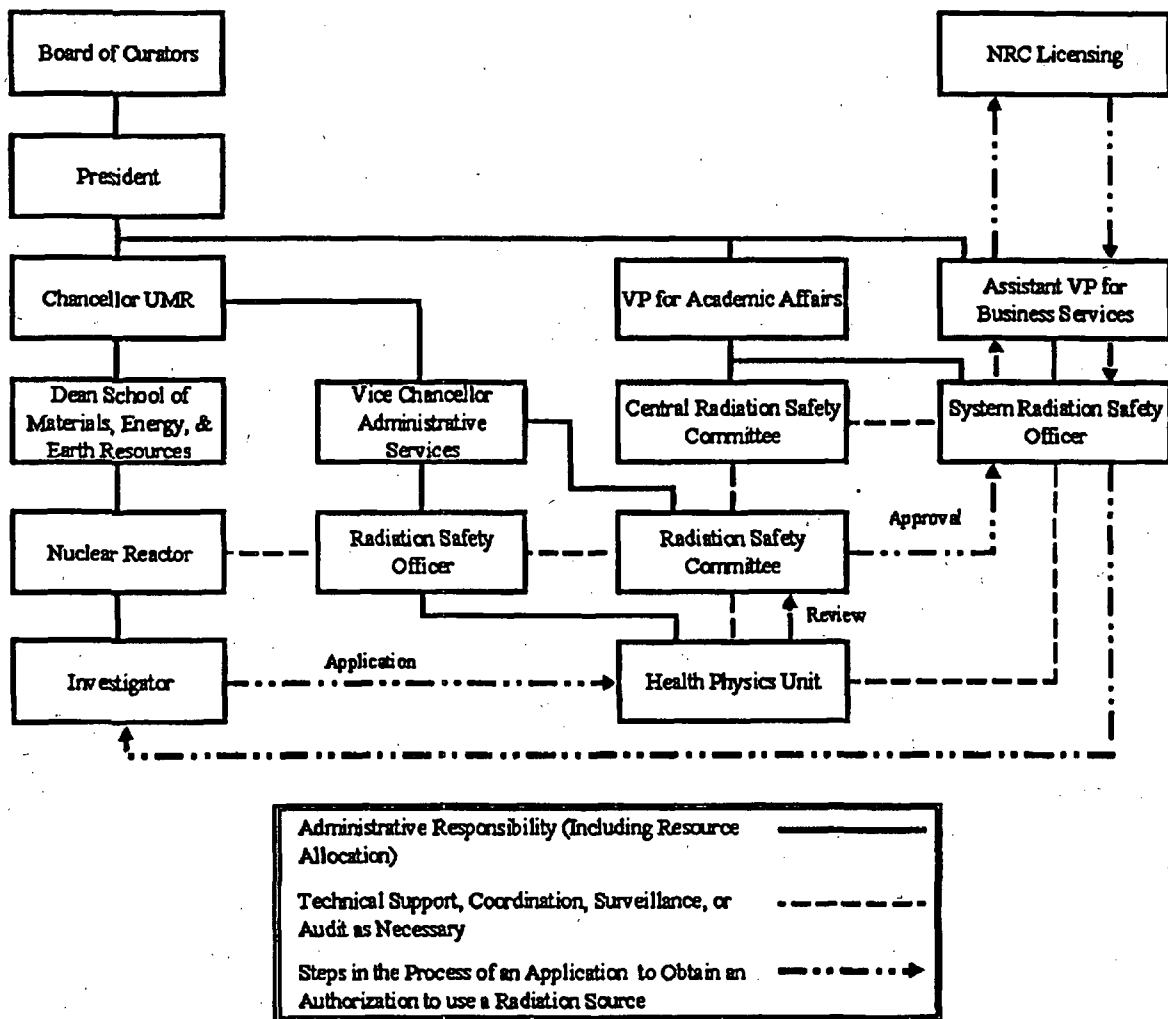 Board of Curators
NRC Licensing
President
Chancellor UMR
VP for Academic Affairs
Assistant VP for
Business Services
Dean School of
Materials, Energy, &
Earth Resources
Vice Chancellor
Administrative
Services
Central Radiation Safety
Committee
System Radiation Safety
Officer
Nuclear Reactor
Radiation Safety
Officer
Radiation Safety
Committee
Approval
Review
Investigator
Application
Health Physics Unit
Administrative Responsibility (Including Resource
Allocation)
Technical Support, Coordination, Surveillance, or
Audit as Necessary
Steps in the Process of an Application to Obtain an
Authorization to use a Radiation Source